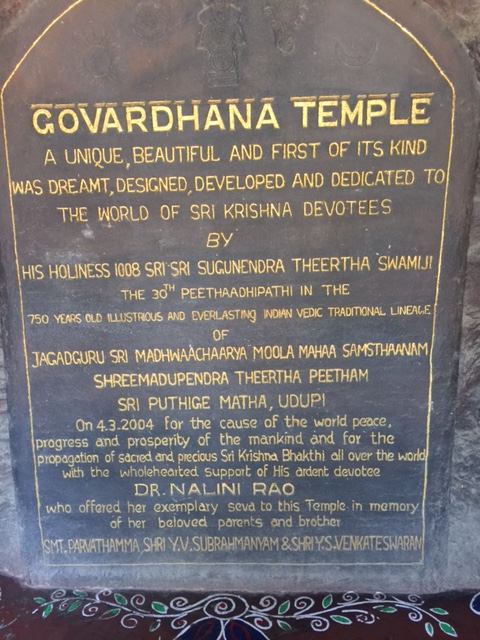 GOVARDHANA TEMPLE
A UNIQUE, BEAUTIFUL AND FIRST OF ITS KIND
WAS DREAMT, DESIGNED, DEVELOPED AND DEDICATED TO
THE WORLD OF SRI KRISHNA DEVOTEES
BY
HIS HOLINESS 1008 SRI SRI SUGUNENDRA THEERTHA SWAMIJI
THE 30TH PEETHAADHIPATHI IN THE
750 YEARS OLD ILLUSTRIOUS AND EVERLASTING INDIAN VEDIC TRADITIONAL LINEAGE
OF
JAGADGURU SRI MADHWAACHAARYA MOOLA MAHAA SAMSTHAANAM
SHREEMADUPENDRA THEERTHA PEETHAM
SRI PUTHIGE MATHA, UDUPI
On 4.3.2004 for the cause of the world peace,
progress and prosperity of the mankind and for the
propagation of sacred and precious Sri Krishna Bhakthi all over the world
with the wholehearted support of His ardent devotee
DR. NALINI RAO
who offered her exemplary seva to this Temple in memory
of her beloved parents and brother
SMT. PARVATHAMMA, SHRI Y.V. SUBRAHMANYAM & SHRI Y.S. VENKATESWARAN